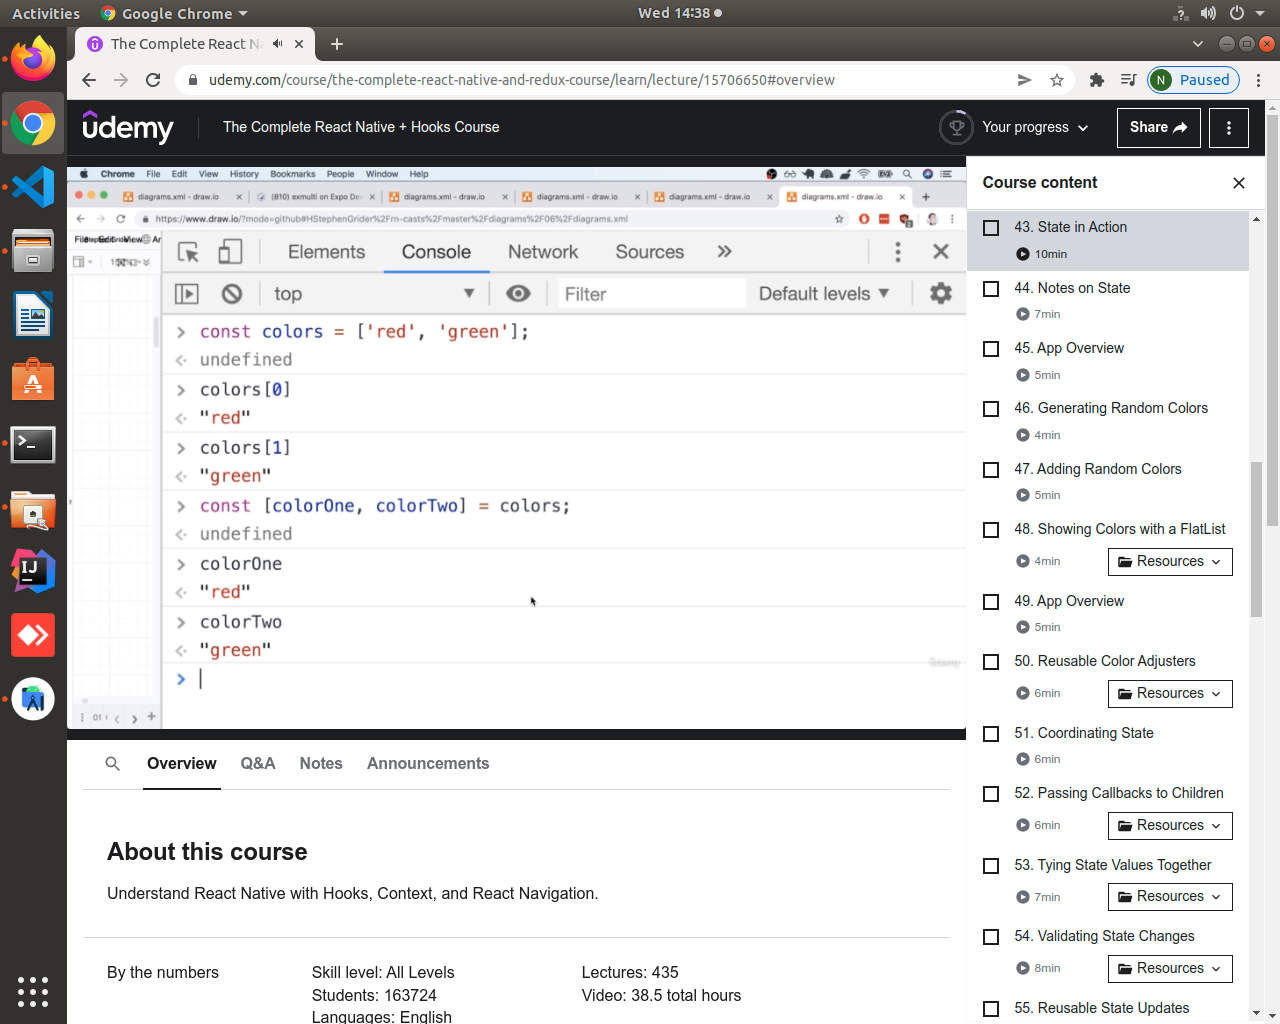 Activities
Google Chrome
Wed 14:38
The Complete React N
udemy.com/course/the-complete-react-native-and-redux-course/learn/lecture/15706650#overview
N Paused
udemy
The Complete React Native + Hooks Course
Your progress
Share
Chrome File Edit View History Bookmarks People Window Help
diagrams.xml - draw.io
(B10) exmulti on Expo Dev
diagrams.xml - draw.io
diagrams.xml - draw.io
diagrams.xml - draw.io
diagrams.xml - draw.io
https://www.draw.io/?mode=github#HStephenGrider%2Frn-casts%2Fmaster%2Fdiagrams%2F06%2Fdiagrams.xml
Elements Console Network Sources »
top
Filter
Default levels
> const colors = ['red', 'green'];
undefined
> colors[0]
"red"
> colors[1]
"green"
> const [colorOne, colorTwo] = colors;
undefined
> colorOne
"red"
> colorTwo
"green"
>
Udemy
Course content
43. State in Action
10min
44. Notes on State
7min
45. App Overview
5min
46. Generating Random Colors
4min
47. Adding Random Colors
5min
48. Showing Colors with a FlatList
4min
Resources
49. App Overview
5min
50. Reusable Color Adjusters
6min
Resources
51. Coordinating State
6min
52. Passing Callbacks to Children
6min
Resources
53. Tying State Values Together
7min
Resources
54. Validating State Changes
8min
Resources
55. Reusable State Updates
Overview Q&A Notes Announcements
About this course
Understand React Native with Hooks, Context, and React Navigation.
By the numbers
Skill level: All Levels
Students: 163724
Languages: English
Lectures: 435
Video: 38.5 total hours